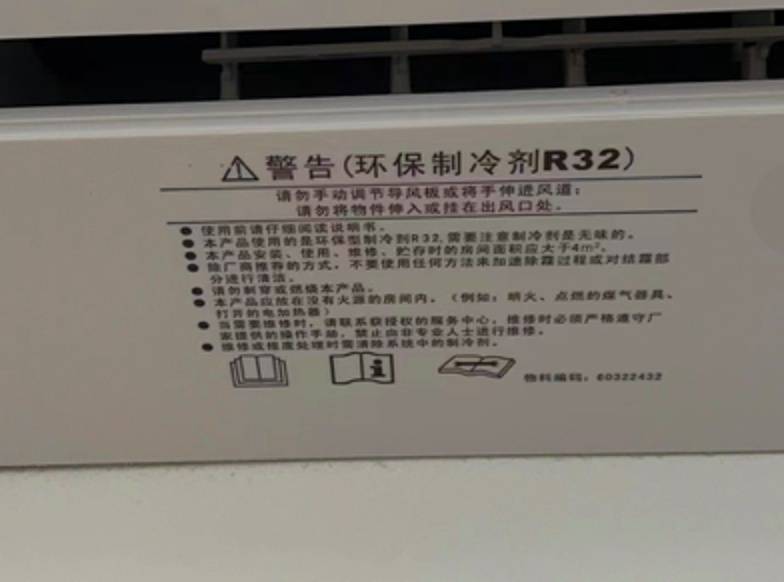 ⚠警告(环保制冷剂R32)
请勿手动调节导风板或将手伸进风道;
请勿将物件伸入或挂在出风口处。
● 使用前请仔细阅读说明书。
● 本产品使用的是环保型制冷剂R32,需要注意制冷剂是无味的。
● 本产品安装、使用、维修、贮存时的房间面积应大于4m²。
● 除厂商推荐的方式,不要使用任何方法来加速除霜过程或对结霜部
分进行清洁。
● 请勿刺穿或燃烧本产品。
● 本产品应放在没有火源的房间内。(例如:明火、点燃的煤气器具、
打开的电加热器)
● 当需要维修时,请联系获授权的服务中心,维修时必须严格遵守厂
家提供的操作手册,禁止由非专业人士进行维修。
● 维修或报废处理时需清除系统中的制冷剂。
物料编码:60322432